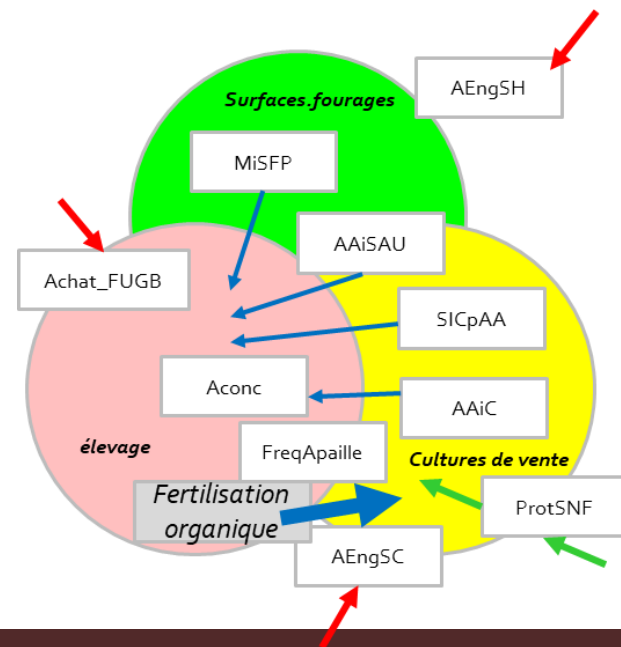 AEngSH
Surfaces.fourages
MiSFP
AAiSAU
Achat_FUGB
SICpAA
Aconc
AAiC
élevage
FreqApaille
Cultures de vente
Fertilisation
organique
ProtSNF
AEngSC